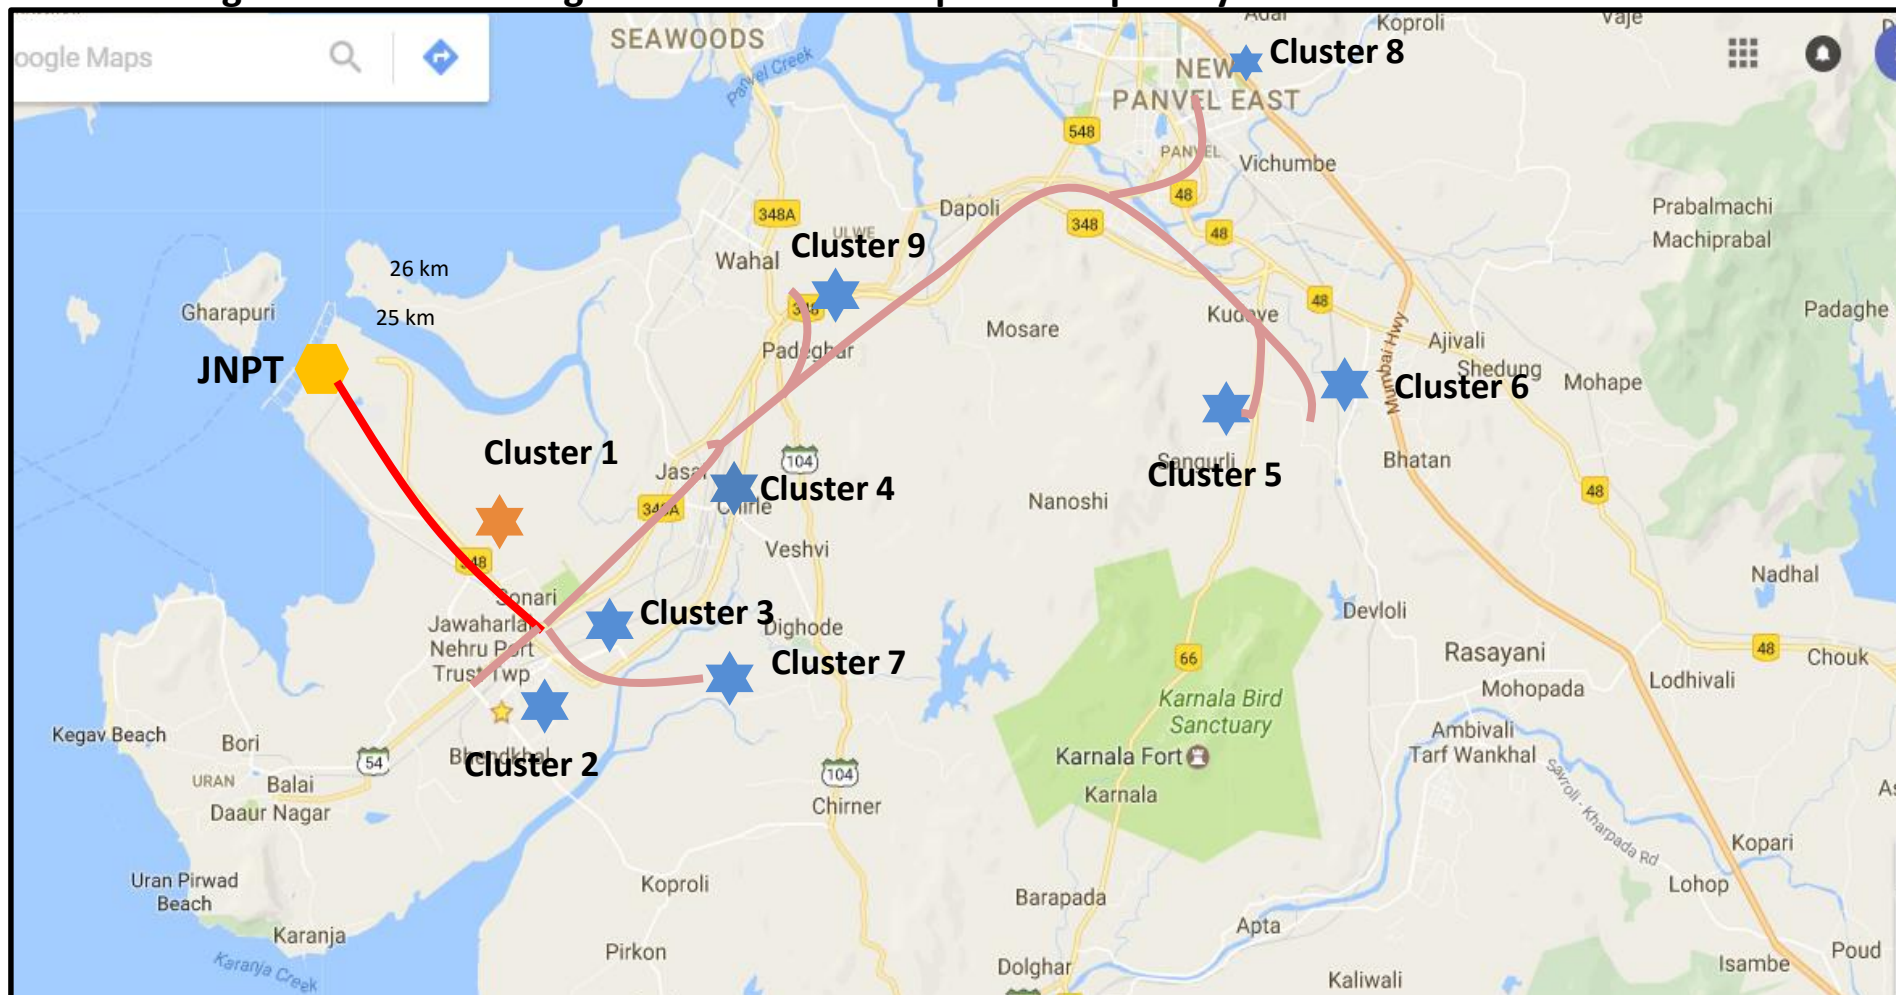 oogle Maps
SEAWOODS
Panvel Creek
Koproli
Vaje
NEW
PANVEL EAST
Cluster 8
548
PANVEL
Vichumbe
48
348A
Dapoli
348
48
Prabalmachi
Machiprabal
ULWE
Cluster 9
Wahal
26 km
25 km
Gharapuri
348
Padeghar
Mosare
Kudave
48
Mumbai Hwy
Ajivali
Shedung
Mohape
Padaghe
JNPT
Cluster 6
Cluster 1
Jasai
104
Sangurli
Cluster 5
Bhatan
348A
Cluster 4
Chirle
Nanoshi
48
348
Veshvi
Nadhal
Sonari
Jawaharlal
Nehru Port
Trust Twp
Cluster 3
Dighode
Cluster 7
Devloli
66
Rasayani
Mohopada
48
Chouk
Lodhivali
Karnala Bird
Sanctuary
Karnala Fort
Karnala
Ambivali
Tarf Wankhal
Savroli - Kharpada Rd
Kegav Beach
Bori
54
Bhendkhal
Cluster 2
URAN
Balai
Daaur Nagar
104
Chirner
Kopari
Uran Pirwad
Beach
Koproli
Barapada
Lohop
Karanja
Apta
Karanja Creek
Pirkon
Dolghar
Kaliwali
Isambe
Poud